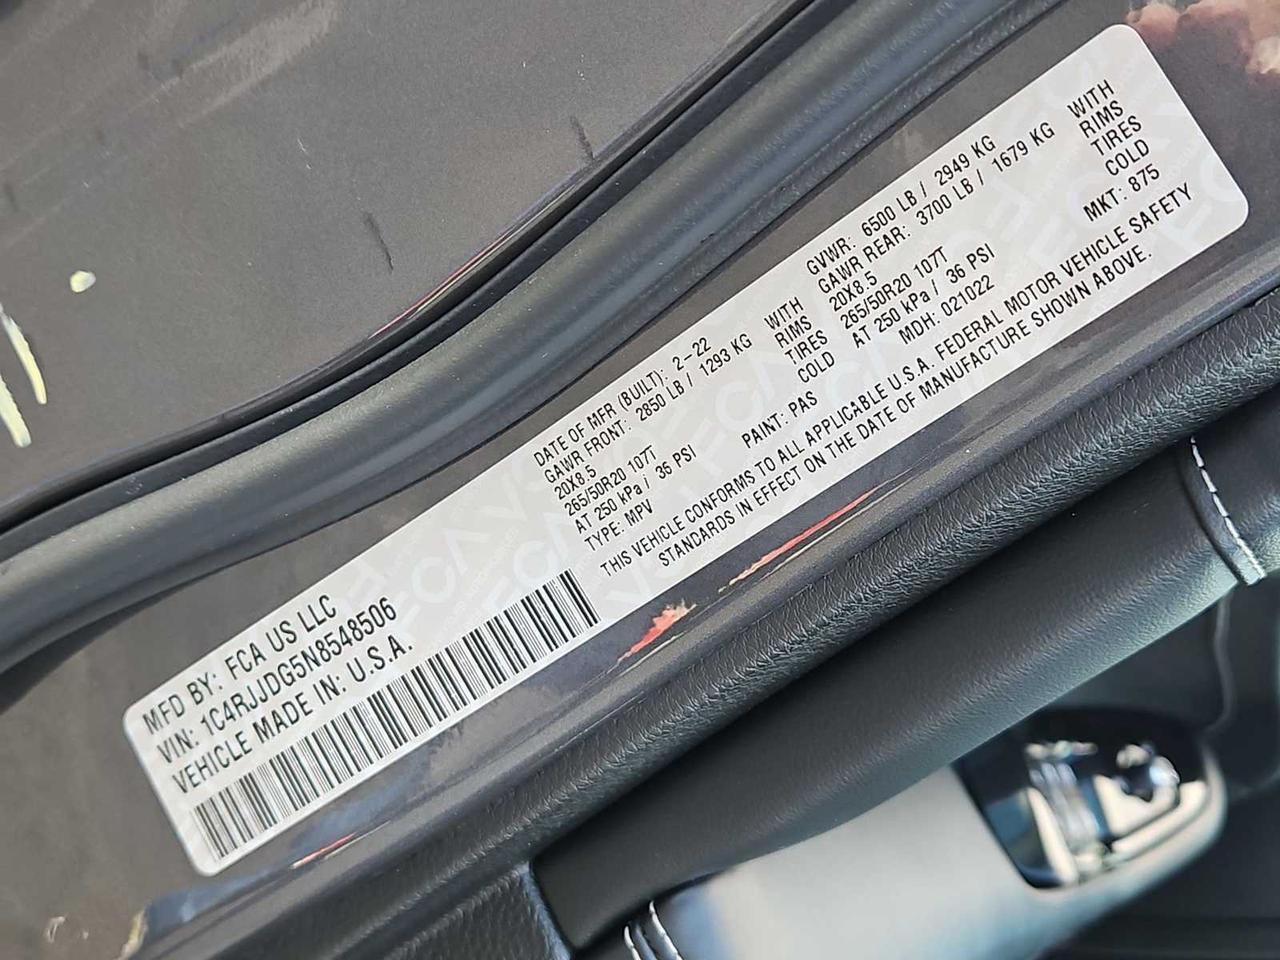 MFD BY: FCA US LLC
VIN: 1C4RJJDG5N8548506
VEHICLE MADE IN: U.S.A.
DATE OF MFR (BUILT): 2-22
GAWR FRONT: 2850 LB / 1293 KG WITH
20X8.5 RIMS
265/50R20 107T TIRES
AT 250 kPa / 36 PSI COLD
TYPE: MPV PAINT: PAS
GVWR: 6500 LB / 2949 KG
GAWR REAR: 3700 LB / 1679 KG WITH
20X8.5 RIMS
265/50R20 107T TIRES
AT 250 kPa / 36 PSI COLD
MDH: 021022 MKT: 875
THIS VEHICLE CONFORMS TO ALL APPLICABLE U.S.A. FEDERAL MOTOR VEHICLE SAFETY
STANDARDS IN EFFECT ON THE DATE OF MANUFACTURE SHOWN ABOVE.